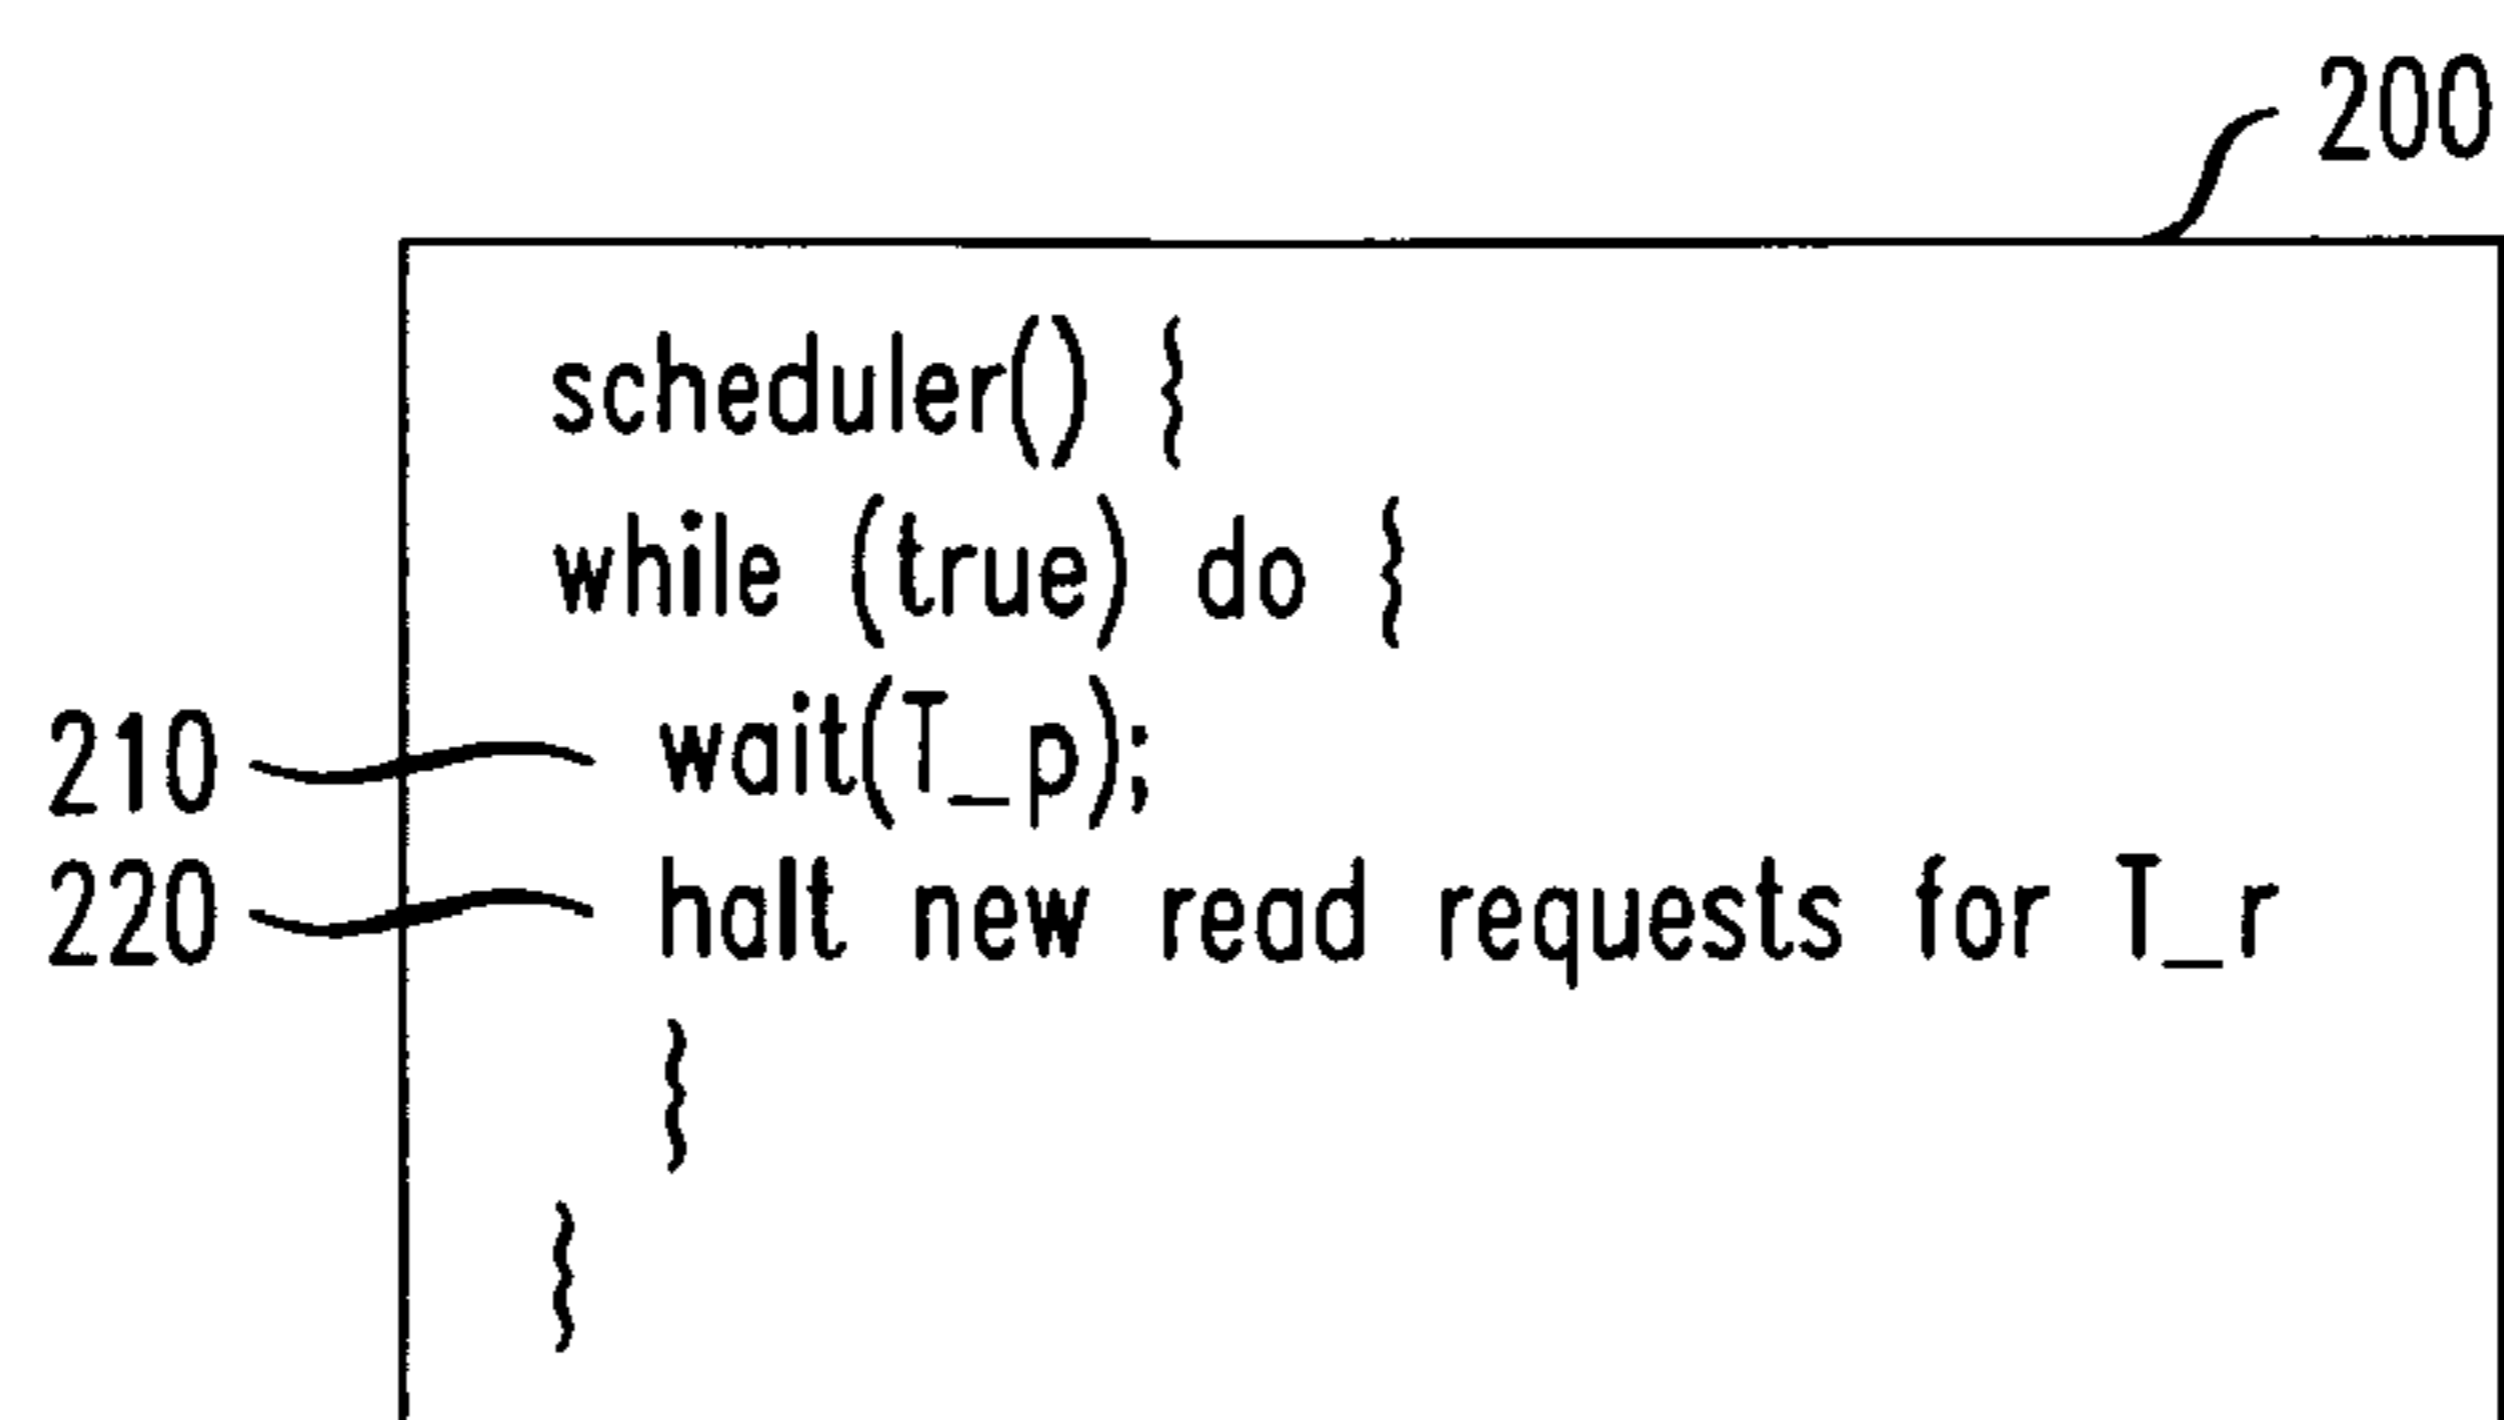 200
scheduler() {
while (true) do {
210 wait(T_p);
220 halt new read requests for T_r
}
}